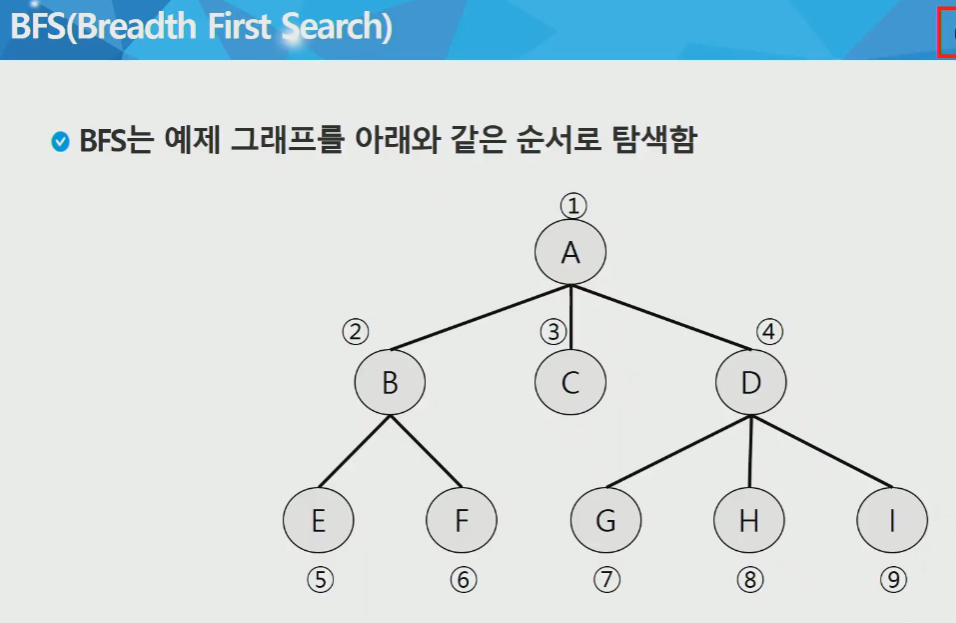 BFS(Breadth First Search)
BFS는 예제 그래프를 아래와 같은 순서로 탐색함
①
A
② ③ ④
B C D
E F G H I
⑤ ⑥ ⑦ ⑧ ⑨